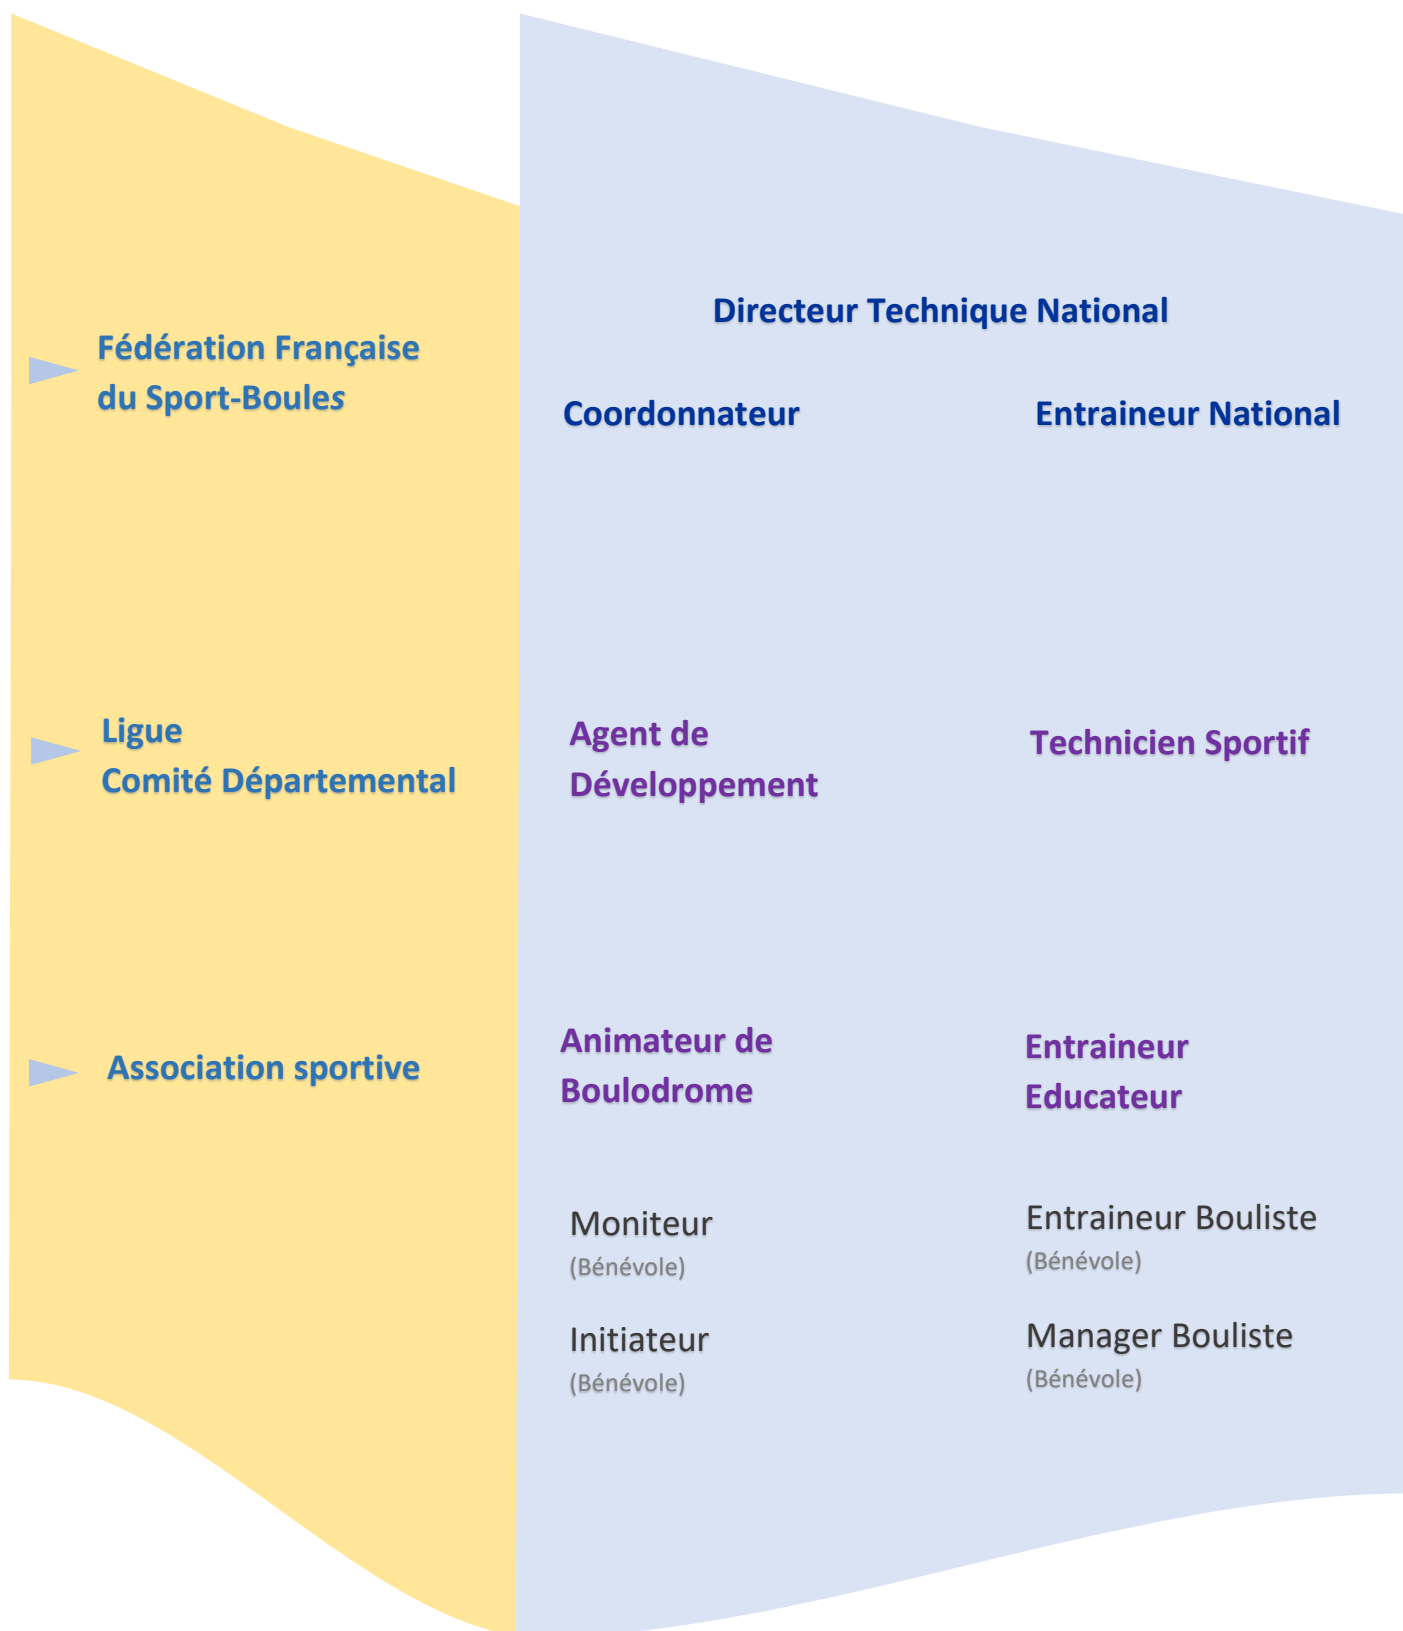 Directeur Technique National
Fédération Française
du Sport-Boules
Coordonnateur
Entraineur National
Ligue
Comité Départemental
Agent de
Développement
Technicien Sportif
Association sportive
Animateur de
Boulodrome
Entraineur
Educateur
Moniteur
(Bénévole)
Entraineur Bouliste
(Bénévole)
Initiateur
(Bénévole)
Manager Bouliste
(Bénévole)